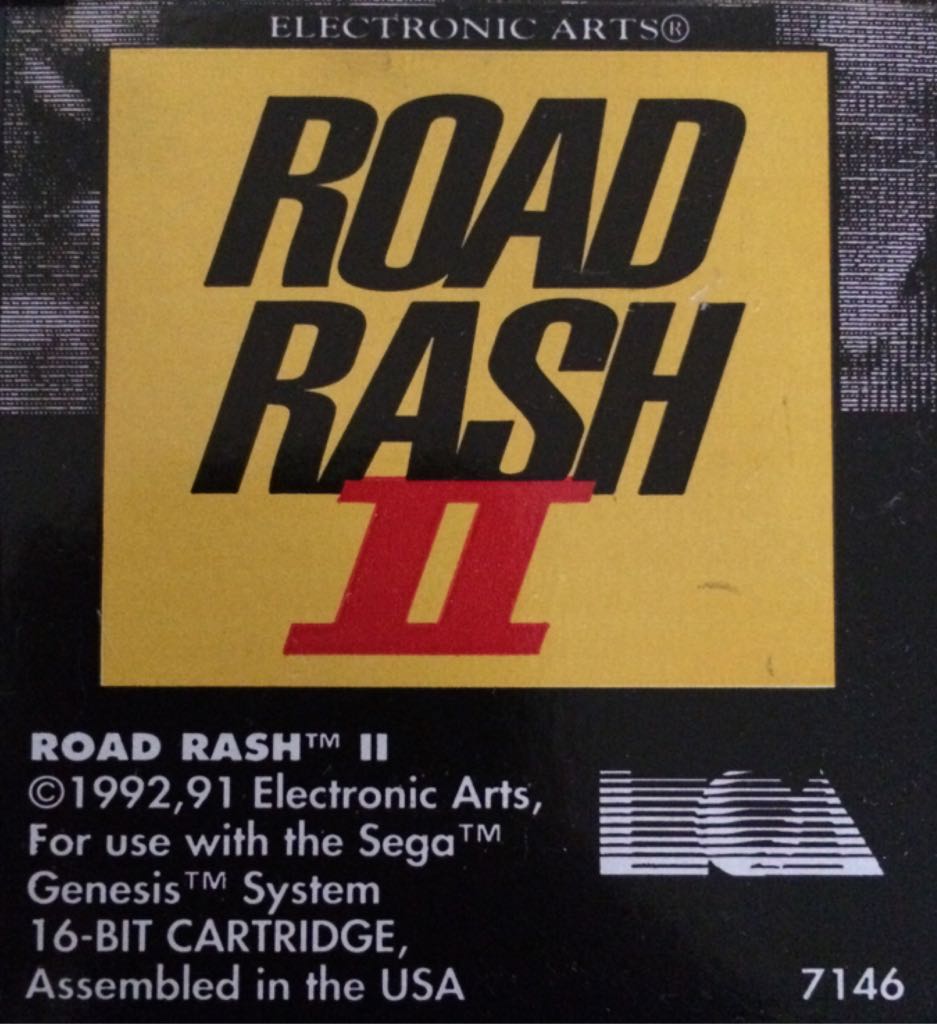 ELECTRONIC ARTS®
ROAD
RASH
II
ROAD RASH™ II
©1992,91 Electronic Arts,
For use with the Sega™
Genesis™ System
16-BIT CARTRIDGE,
Assembled in the USA
EA
7146